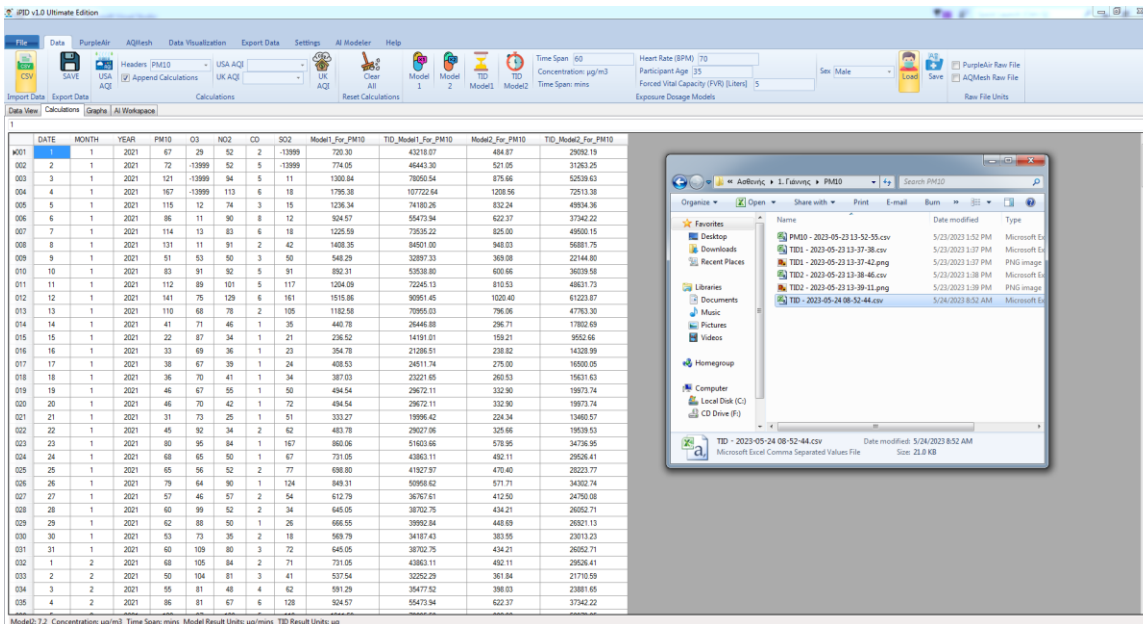 iPID v1.0 Ultimate Edition
File Data PurpleAir AQMesh Data Visualization Export Data Settings AI Modeler Help
CSV SAVE USA AQI Headers PM10 USA AQI UK AQI Clear All Model 1 Model 2 TID Model1 TID Model2 Time Span 60 Heart Rate (BPM) 70 Sex Male Load Save PurpleAir Raw File
Append Calculations UK AQI Concentration: µg/m3 Participant Age 35 AQMesh Raw File
Time Span: mins Forced Vital Capacity (FVR) [Liters] 5
Import Data Export Data Calculations Reset Calculations Exposure Dosage Models Raw File Units
Data View Calculations Graphs AI Workspace
1
DATE MONTH YEAR PM10 O3 NO2 CO SO2 Model1_For_PM10 TID_Model1_For_PM10 Model2_For_PM10 TID_Model2_For_PM10
001 1 1 2021 67 29 52 2 -13999 720.30 43218.07 484.87 29092.19
002 2 1 2021 72 -13999 52 5 -13999 774.05 46443.30 521.05 31263.25
003 3 1 2021 121 -13999 94 5 11 1300.84 78050.54 875.66 52539.63
004 4 1 2021 167 -13999 113 6 18 1795.38 107722.64 1208.56 72513.38
005 5 1 2021 115 12 74 3 15 1236.34 74180.26 832.24 49934.36
006 6 1 2021 86 11 90 8 12 924.57 55473.94 622.37 37342.22
007 7 1 2021 114 13 83 6 18 1225.59 73535.22 825.00 49500.15
008 8 1 2021 131 11 91 2 42 1408.35 84501.00 948.03 56881.75
009 9 1 2021 51 53 50 3 50 548.29 32897.33 369.08 22144.80
010 10 1 2021 83 91 92 5 91 892.31 53538.80 600.66 36039.58
011 11 1 2021 112 89 101 5 117 1204.09 72245.13 810.53 48631.73
012 12 1 2021 141 75 129 6 161 1515.86 90951.45 1020.40 61223.87
013 13 1 2021 110 68 78 2 105 1182.58 70955.03 796.06 47763.30
014 14 1 2021 41 71 46 1 35 440.78 26446.88 296.71 17802.69
015 15 1 2021 22 87 34 1 21 236.52 14191.01 159.21 9552.66
016 16 1 2021 33 69 36 1 23 354.78 21286.51 238.82 14328.99
017 17 1 2021 38 67 39 1 24 408.53 24511.74 275.00 16500.05
018 18 1 2021 36 70 41 1 34 387.03 23221.65 260.53 15631.63
019 19 1 2021 46 67 55 1 50 494.54 29672.11 332.90 19973.74
020 20 1 2021 46 70 42 1 72 494.54 29672.11 332.90 19973.74
021 21 1 2021 31 73 25 1 51 333.27 19996.42 224.34 13460.57
022 22 1 2021 45 92 34 2 62 483.78 29027.06 325.66 19539.53
023 23 1 2021 80 95 84 1 167 860.06 51603.66 578.95 34736.95
024 24 1 2021 68 65 50 1 67 731.05 43863.11 492.11 29526.41
025 25 1 2021 65 56 52 2 77 698.80 41927.97 470.40 28223.77
026 26 1 2021 79 64 90 1 124 849.31 50958.62 571.71 34302.74
027 27 1 2021 57 46 57 2 54 612.79 36767.61 412.50 24750.08
028 28 1 2021 60 99 52 2 34 645.05 38702.75 434.21 26052.71
029 29 1 2021 62 88 50 1 26 666.55 39992.84 448.69 26921.13
030 30 1 2021 53 73 35 2 18 569.79 34187.43 383.55 23013.23
031 31 1 2021 60 109 80 3 72 645.05 38702.75 434.21 26052.71
032 1 2 2021 68 105 84 2 71 731.05 43863.11 492.11 29526.41
033 2 2 2021 50 104 81 3 41 537.54 32252.29 361.84 21710.59
034 3 2 2021 55 81 48 4 62 591.29 35477.52 398.03 23881.65
035 4 2 2021 86 81 67 6 128 924.57 55473.94 622.37 37342.22
Model2: 7.2 Concentration: µg/m3 Time Span: mins Model Result Units: µg/mins TID Result Units: µg
« Ασθενής ▸ 1. Γιάννης ▸ PM10 Search PM10
Organize Open Share with Print E-mail Burn »
Name Date modified Type
Favorites
Desktop
Downloads
Recent Places
Libraries
Documents
Music
Pictures
Videos
Homegroup
Computer
Local Disk (C:)
CD Drive (F:)
PM10 - 2023-05-23 13-52-55.csv 5/23/2023 1:52 PM Microsoft Ex
TID1 - 2023-05-23 13-37-38.csv 5/23/2023 1:37 PM Microsoft Ex
TID1 - 2023-05-23 13-37-42.png 5/23/2023 1:37 PM PNG image
TID2 - 2023-05-23 13-38-46.csv 5/23/2023 1:38 PM Microsoft Ex
TID2 - 2023-05-23 13-39-11.png 5/23/2023 1:39 PM PNG image
TID - 2023-05-24 08-52-44.csv 5/24/2023 8:52 AM Microsoft Ex
TID - 2023-05-24 08-52-44.csv Date modified: 5/24/2023 8:52 AM
Microsoft Excel Comma Separated Values File Size: 21.0 KB